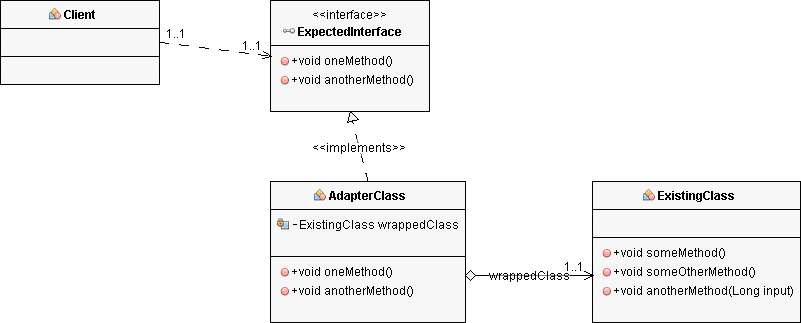 Client
1..1
1..1
<<interface>>
ExpectedInterface
+void oneMethod()
+void anotherMethod()
<<implements>>
AdapterClass
-ExistingClass wrappedClass
+void oneMethod()
+void anotherMethod()
wrappedClass
1..1
ExistingClass
+void someMethod()
+void someOtherMethod()
+void anotherMethod(Long input)